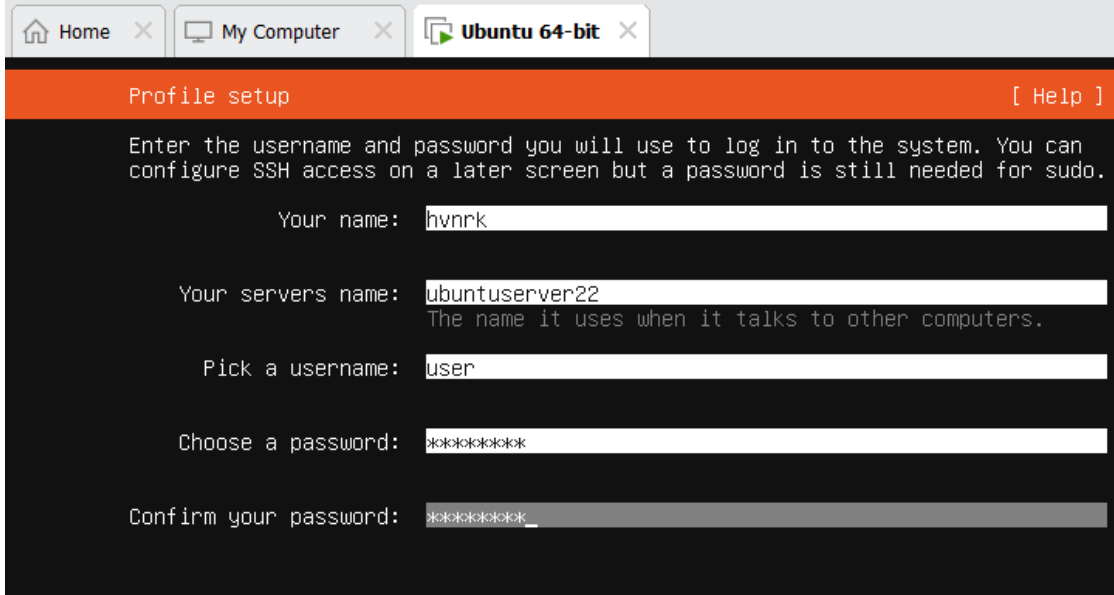 Home My Computer Ubuntu 64-bit
Profile setup [ Help ]
Enter the username and password you will use to log in to the system. You can
configure SSH access on a later screen but a password is still needed for sudo.
Your name: hvnrk
Your servers name: ubuntuserver22
The name it uses when it talks to other computers.
Pick a username: user
Choose a password: ********
Confirm your password: ********_